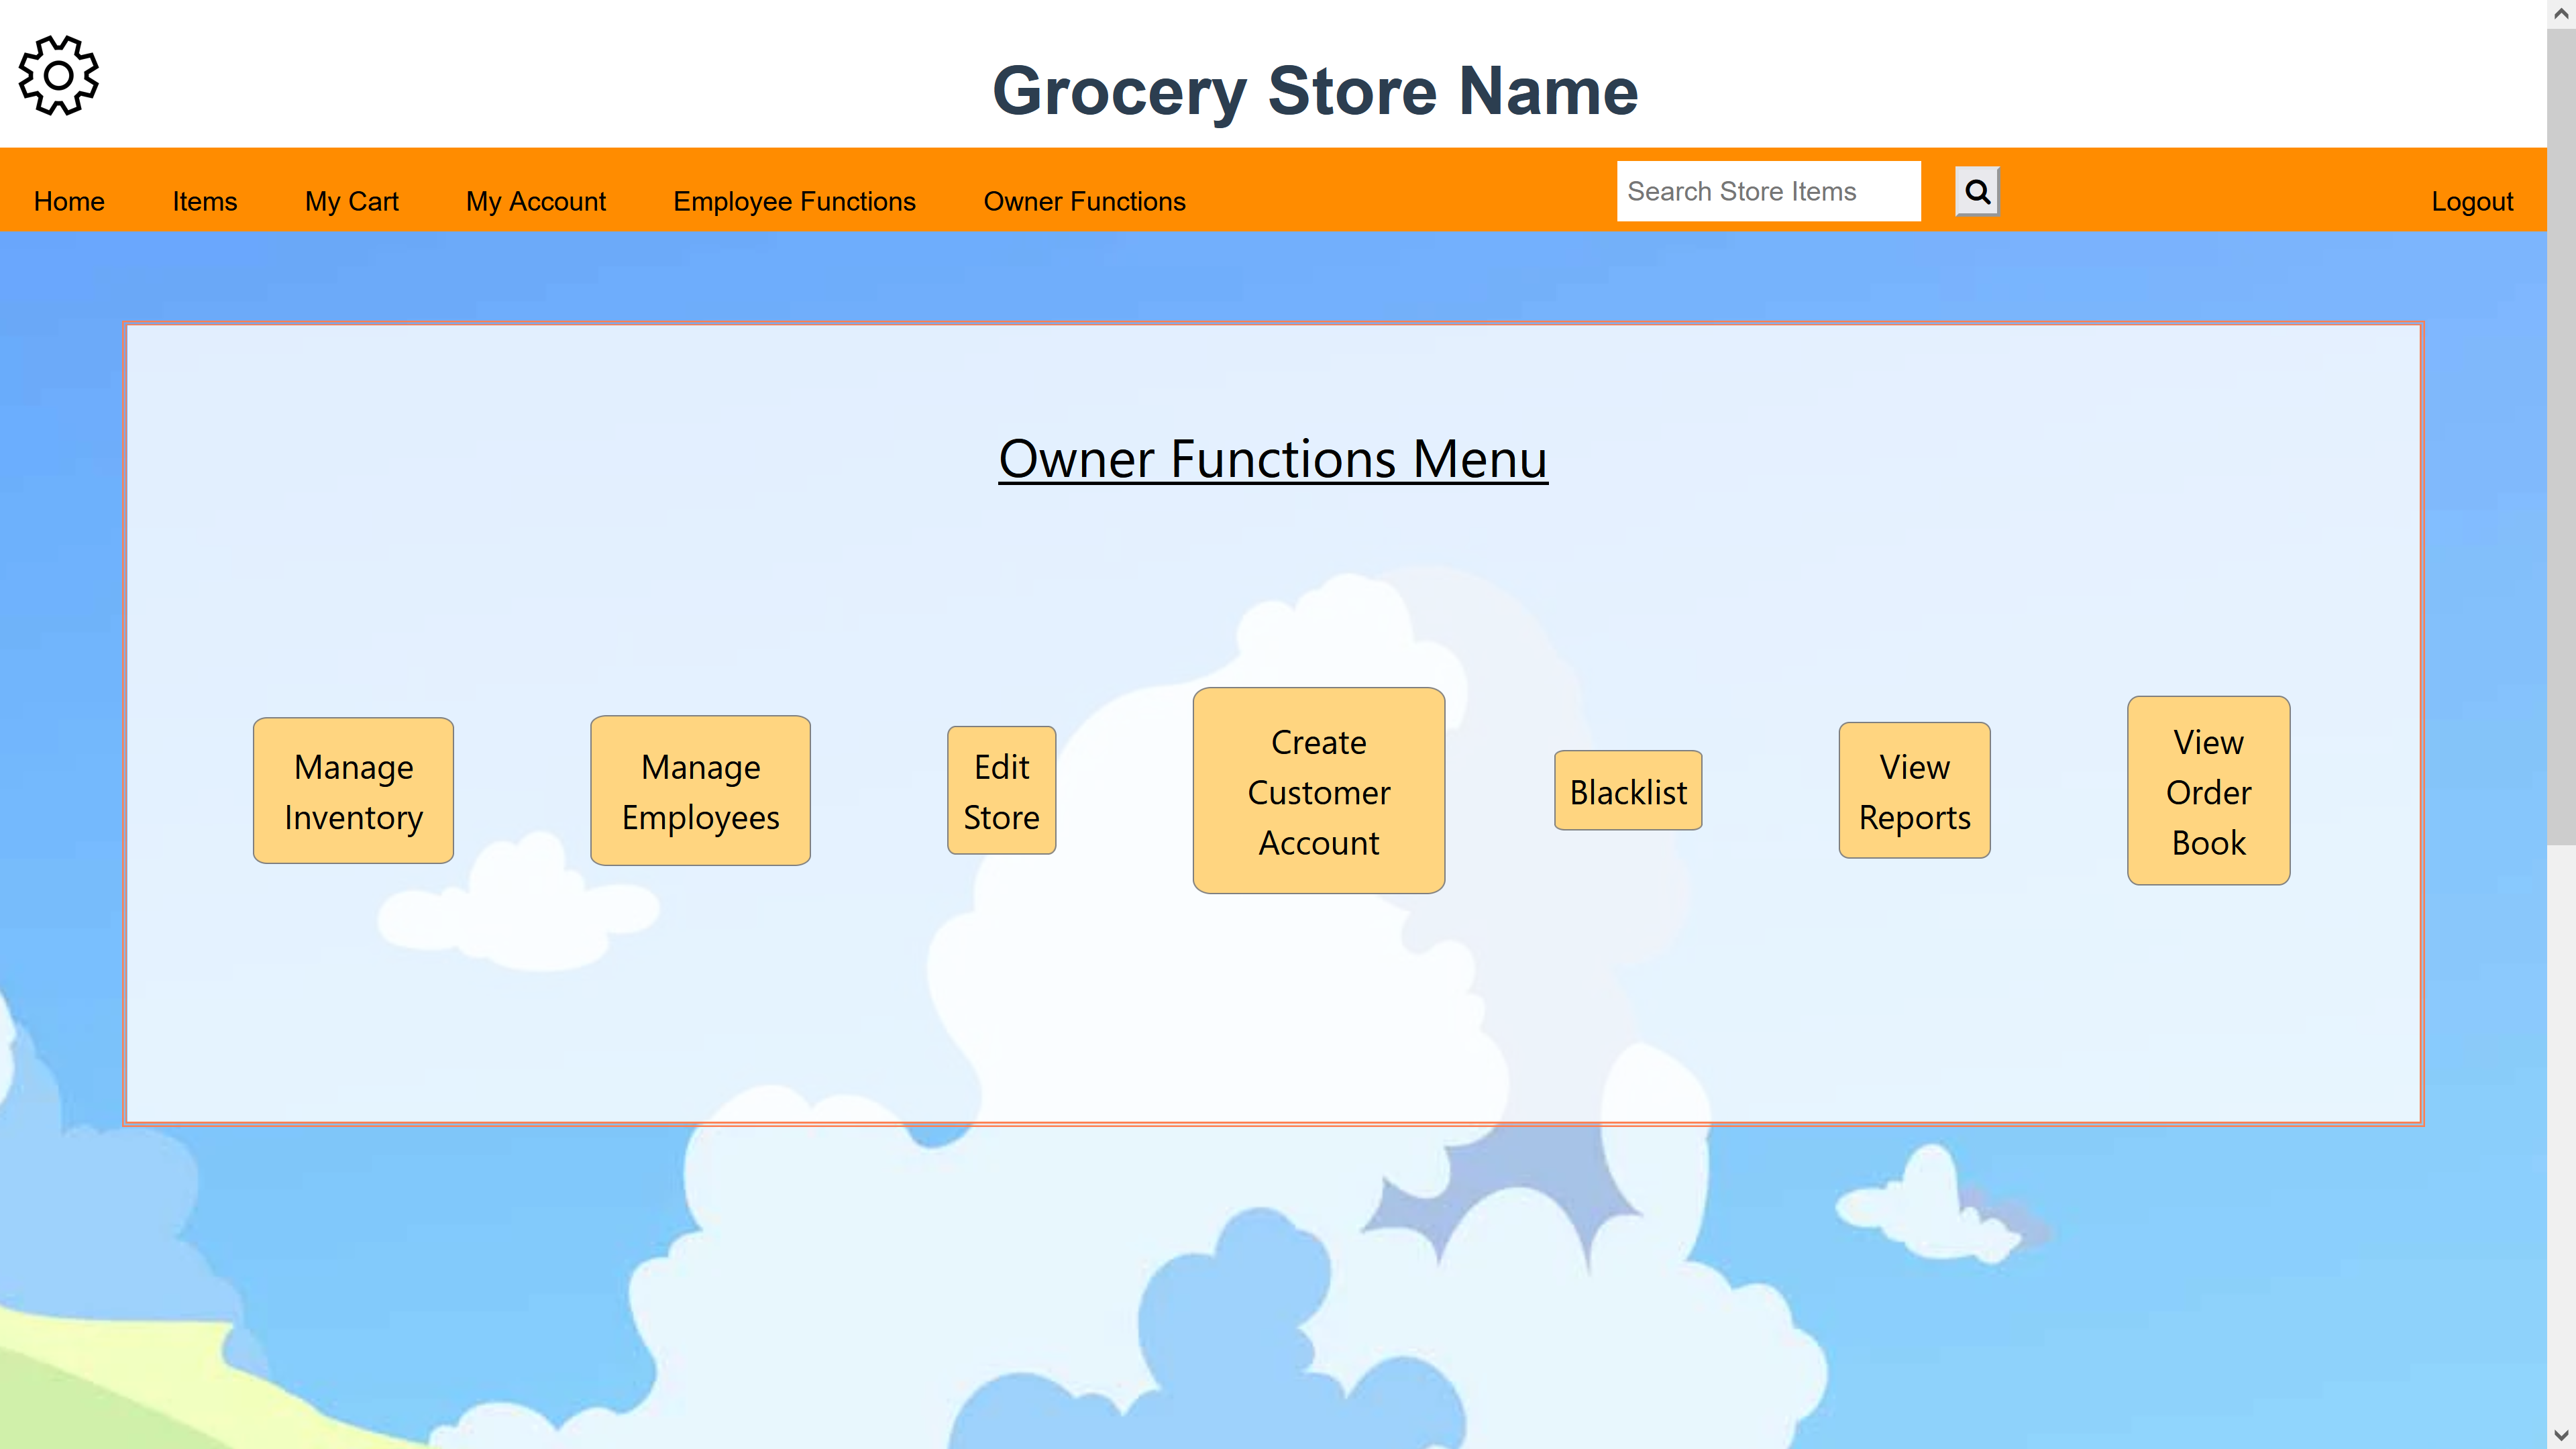 Grocery Store Name
Home Items My Cart My Account Employee Functions Owner Functions Search Store Items Logout
Owner Functions Menu
Manage
Inventory
Manage
Employees
Edit
Store
Create
Customer
Account
Blacklist
View
Reports
View
Order
Book